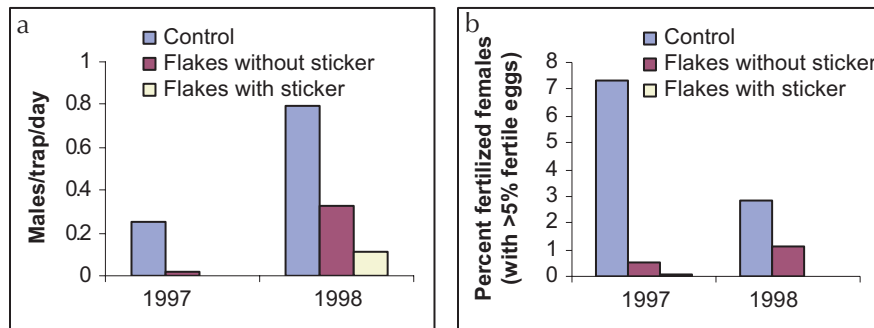 a
Control
Flakes without sticker
Flakes with sticker
Males/trap/day
1
0.8
0.6
0.4
0.2
0
1997
1998
b
Control
Flakes without sticker
Flakes with sticker
Percent fertilized females
(with >5% fertile eggs)
8
7
6
5
4
3
2
1
0
1997
1998